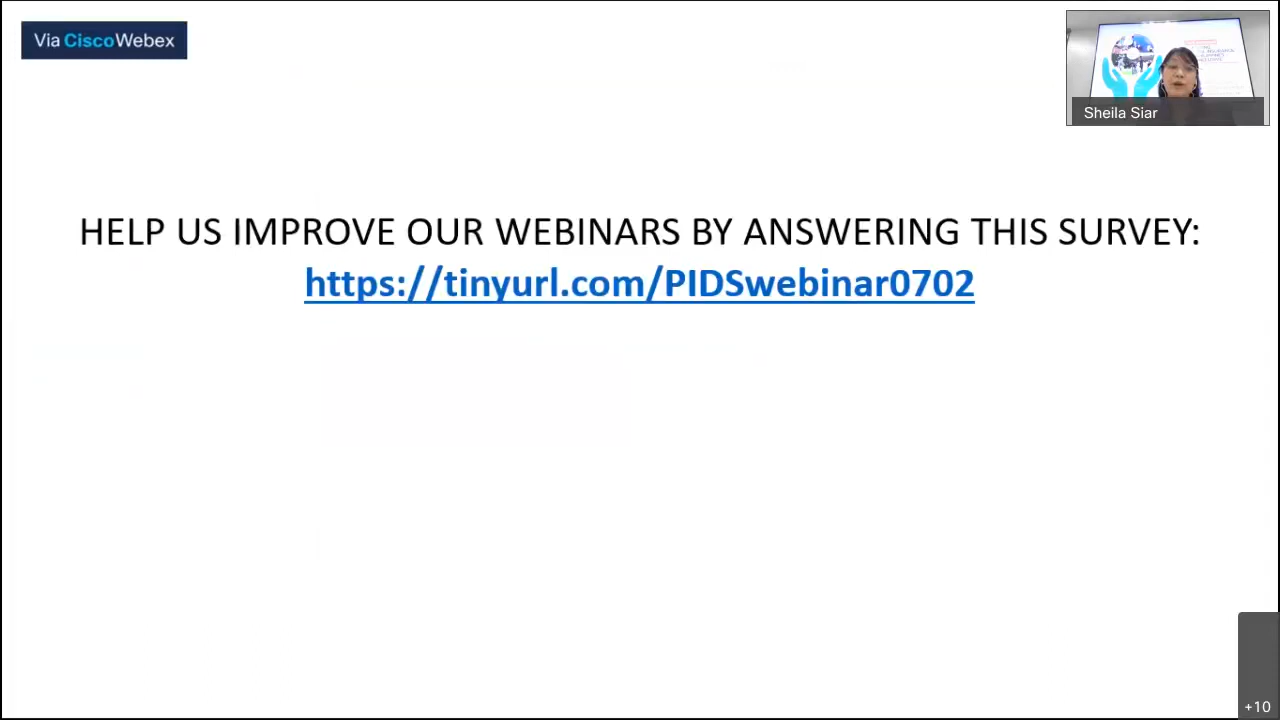 Via CiscoWebex
Sheila Siar
HELP US IMPROVE OUR WEBINARS BY ANSWERING THIS SURVEY:
https://tinyurl.com/PIDSwebinar0702
+10